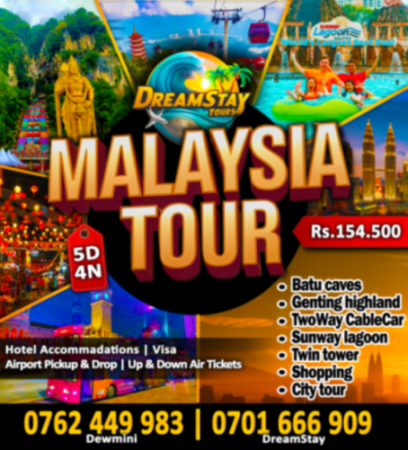 SUNWAY
Lagoon
DREAMSTAY
TOURS
MALAYSIA
TOUR
Rs.154.500
5D
4N
• Batu caves
• Genting highland
• TwoWay CableCar
• Sunway lagoon
• Twin tower
• Shopping
• City tour
Hotel Accommadations | Visa
Airport Pickup & Drop | Up & Down Air Tickets
0762 449 983 | 0701 666 909
Dewmini DreamStay